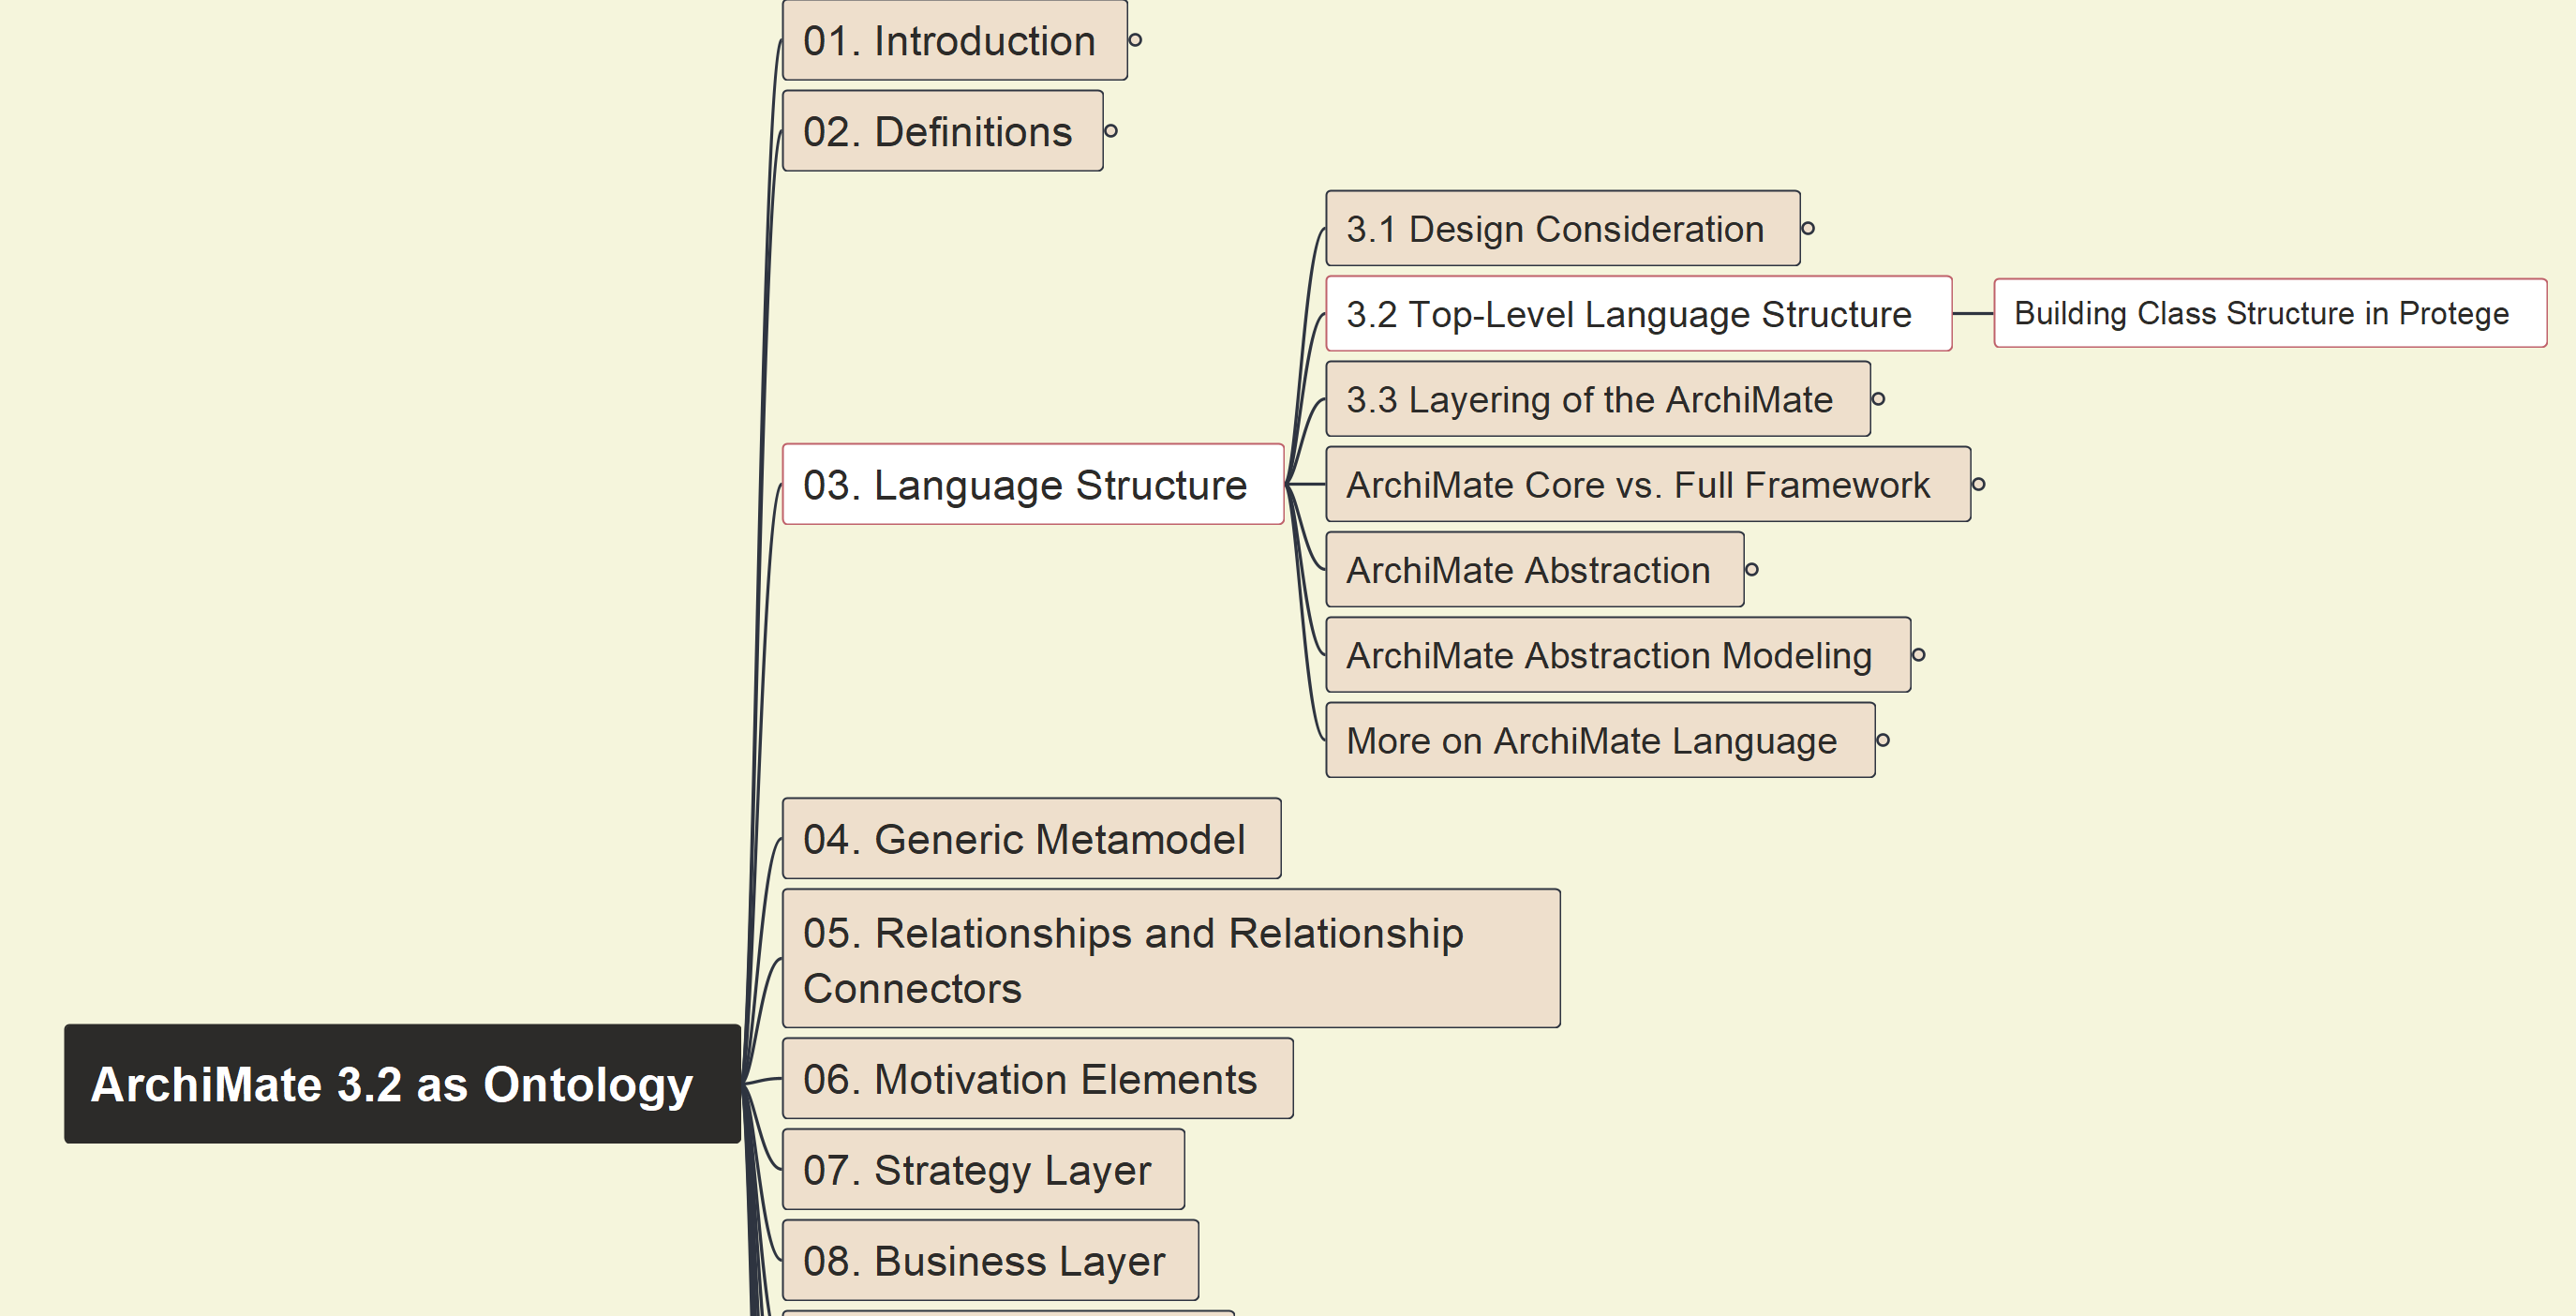 01. Introduction
02. Definitions
3.1 Design Consideration
3.2 Top-Level Language Structure
Building Class Structure in Protege
3.3 Layering of the ArchiMate
03. Language Structure
ArchiMate Core vs. Full Framework
ArchiMate Abstraction
ArchiMate Abstraction Modeling
More on ArchiMate Language
04. Generic Metamodel
05. Relationships and Relationship
Connectors
ArchiMate 3.2 as Ontology
06. Motivation Elements
07. Strategy Layer
08. Business Layer